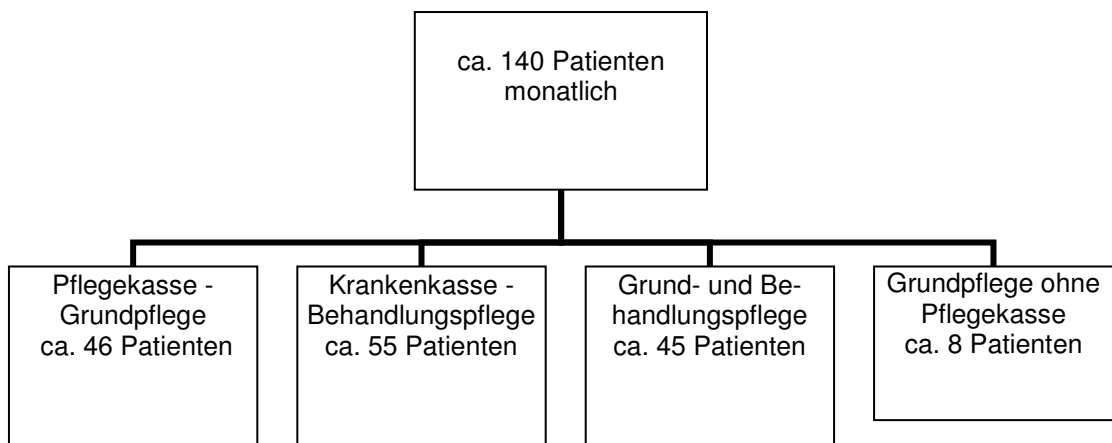 ca. 140 Patienten
monatlich
Pflegekasse -
Grundpflege
ca. 46 Patienten
Krankenkasse -
Behandlungspflege
ca. 55 Patienten
Grund- und Be-
handlungspflege
ca. 45 Patienten
Grundpflege ohne
Pflegekasse
ca. 8 Patienten